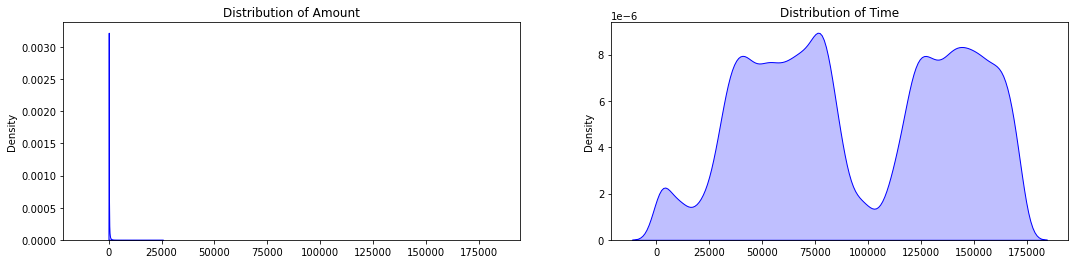 Distribution of Amount
Density
0.0030
0.0025
0.0020
0.0015
0.0010
0.0005
0.0000
0 25000 50000 75000 100000 125000 150000 175000
Distribution of Time
1e−6
Density
8
6
4
2
0
0 25000 50000 75000 100000 125000 150000 175000